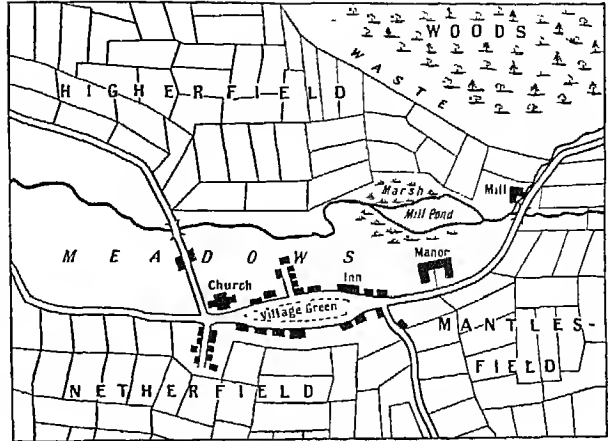 WOODS
WASTE
HIGHERFIELD
Marsh
Mill
Mill Pond
MEADOWS
Manor
Church
Inn
Village Green
MANTLES-
FIELD
NETHERFIELD